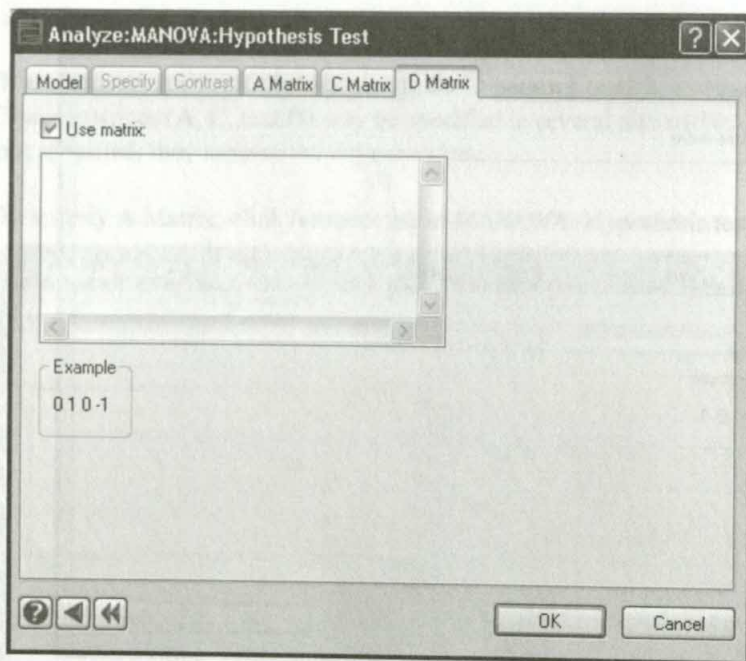 Analyze:MANOVA:Hypothesis Test
Model Specify Contrast A Matrix C Matrix D Matrix
Use matrix:
Example
0 1 0 -1
OK Cancel